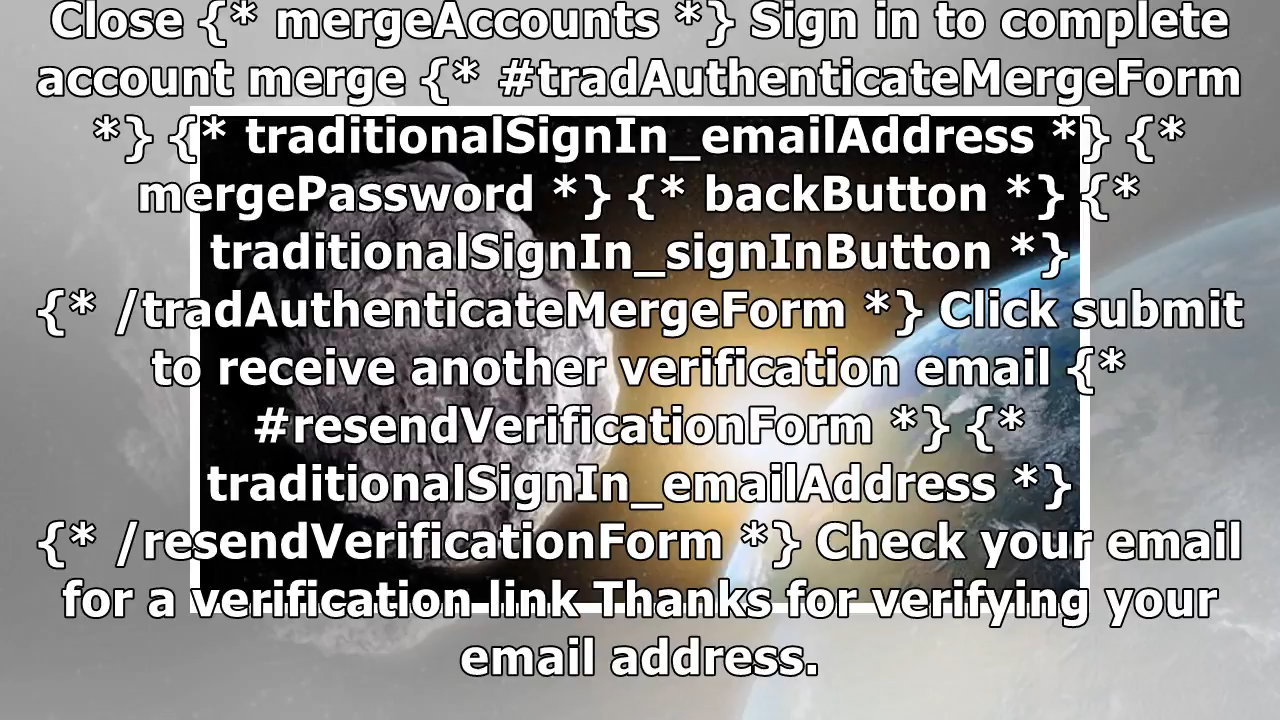 Close {* mergeAccounts *} Sign in to complete
account merge {* #tradAuthenticateMergeForm
*} {* traditionalSignIn_emailAddress *} {*
mergePassword *} {* backButton *} {*
traditionalSignIn_signInButton *}
{* /tradAuthenticateMergeForm *} Click submit
to receive another verification email {*
#resendVerificationForm *} {*
traditionalSignIn_emailAddress *}
{* /resendVerificationForm *} Check your email
for a verification link Thanks for verifying your
email address.